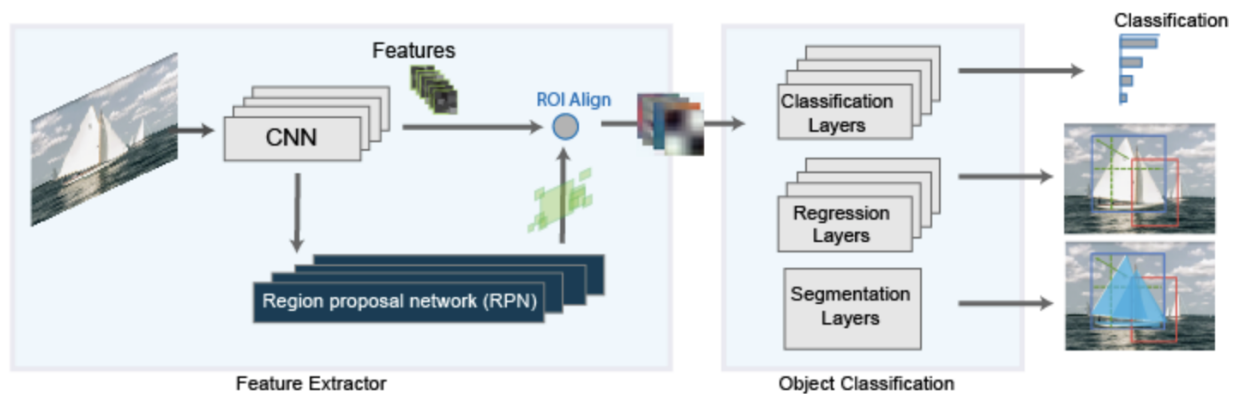 Classification
Features
ROI Align
CNN
Classification
Layers
Regression
Layers
Region proposal network (RPN)
Segmentation
Layers
Feature Extractor
Object Classification